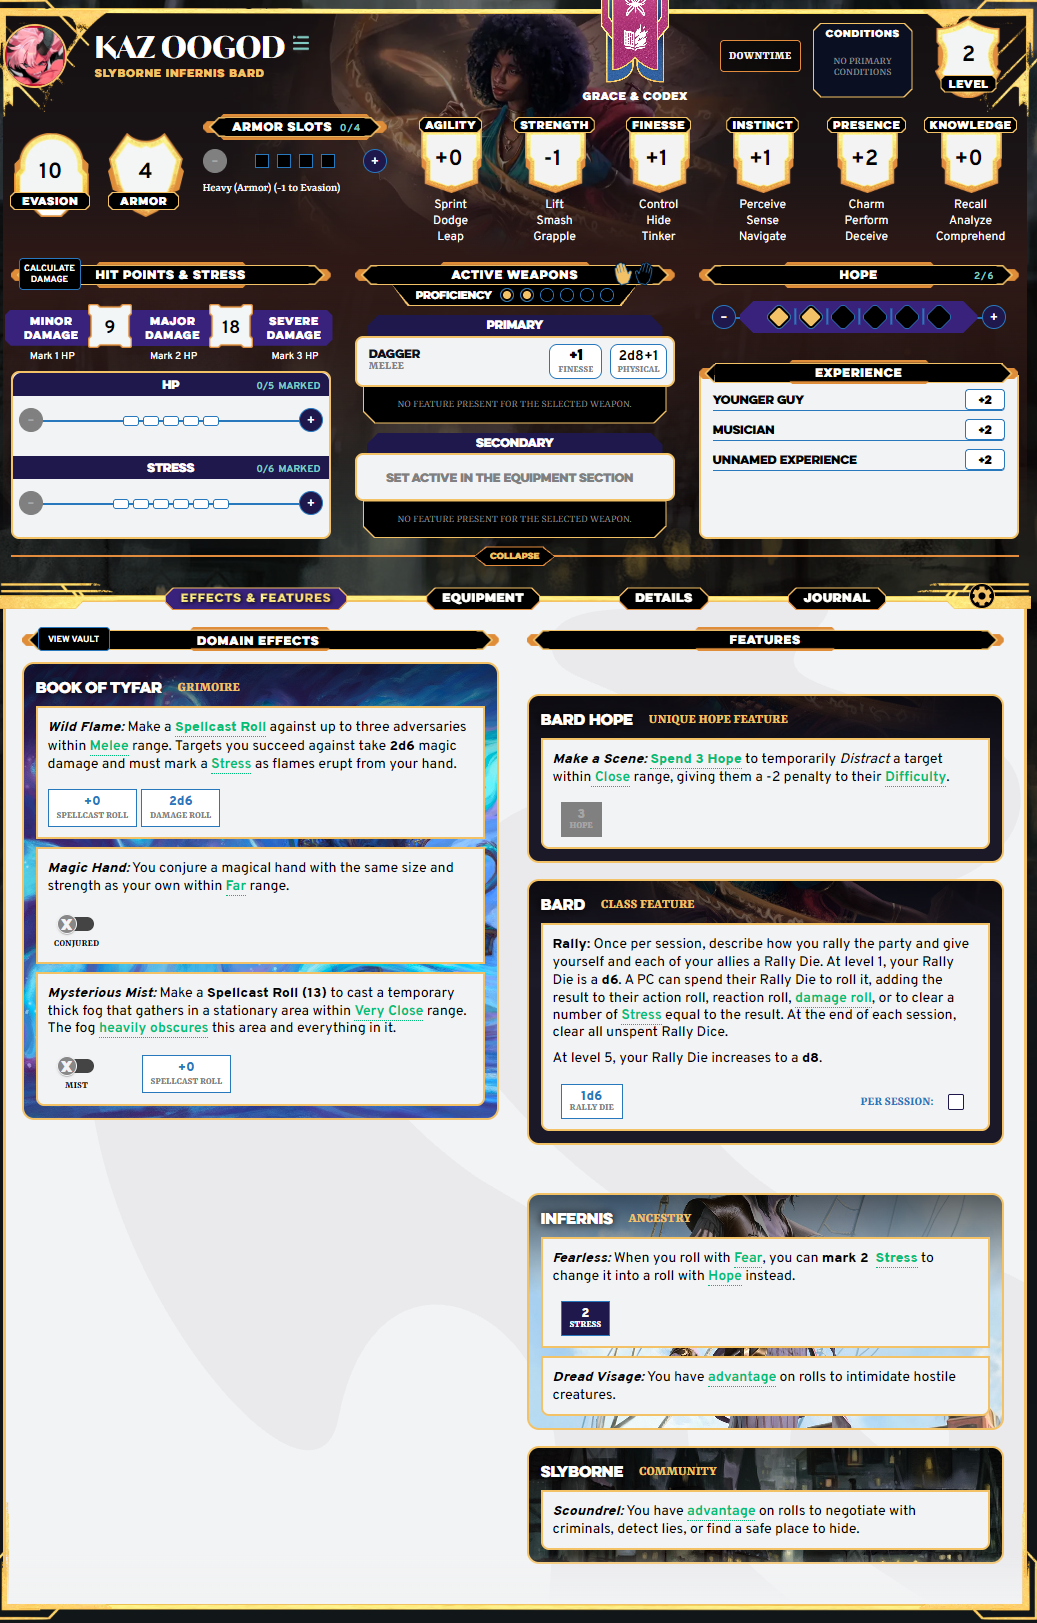 KAZ OOGOD
SLYBORNE INFERNIS BARD
GRACE & CODEX
DOWNTIME
CONDITIONS
NO PRIMARY
CONDITIONS
2
LEVEL
10
EVASION
4
ARMOR
ARMOR SLOTS 0/4
Heavy (Armor) (-1 to Evasion)
AGILITY
+0
Sprint
Dodge
Leap
STRENGTH
-1
Lift
Smash
Grapple
FINESSE
+1
Control
Hide
Tinker
INSTINCT
+1
Perceive
Sense
Navigate
PRESENCE
+2
Charm
Perform
Deceive
KNOWLEDGE
+0
Recall
Analyze
Comprehend
CALCULATE
DAMAGE
HIT POINTS & STRESS
MINOR
DAMAGE
Mark 1 HP
9
MAJOR
DAMAGE
Mark 2 HP
18
SEVERE
DAMAGE
Mark 3 HP
HP 0/5 MARKED
STRESS 0/6 MARKED
ACTIVE WEAPONS
PROFICIENCY
PRIMARY
DAGGER
MELEE
+1
FINESSE
2d8+1
PHYSICAL
NO FEATURE PRESENT FOR THE SELECTED WEAPON.
SECONDARY
SET ACTIVE IN THE EQUIPMENT SECTION
NO FEATURE PRESENT FOR THE SELECTED WEAPON.
HOPE 2/6
EXPERIENCE
YOUNGER GUY +2
MUSICIAN +2
UNNAMED EXPERIENCE +2
COLLAPSE
EFFECTS & FEATURES
EQUIPMENT
DETAILS
JOURNAL
VIEW VAULT
DOMAIN EFFECTS
BOOK OF TYFAR GRIMOIRE
Wild Flame: Make a Spellcast Roll against up to three adversaries
within Melee range. Targets you succeed against take 2d6 magic
damage and must mark a Stress as flames erupt from your hand.
+0
SPELLCAST ROLL
2d6
DAMAGE ROLL
Magic Hand: You conjure a magical hand with the same size and
strength as your own within Far range.
X
CONJURED
Mysterious Mist: Make a Spellcast Roll (13) to cast a temporary
thick fog that gathers in a stationary area within Very Close range.
The fog heavily obscures this area and everything in it.
X
MIST
+0
SPELLCAST ROLL
FEATURES
BARD HOPE UNIQUE HOPE FEATURE
Make a Scene: Spend 3 Hope to temporarily Distract a target
within Close range, giving them a -2 penalty to their Difficulty.
3
HOPE
BARD CLASS FEATURE
Rally: Once per session, describe how you rally the party and give
yourself and each of your allies a Rally Die. At level 1, your Rally
Die is a d6. A PC can spend their Rally Die to roll it, adding the
result to their action roll, reaction roll, damage roll, or to clear a
number of Stress equal to the result. At the end of each session,
clear all unspent Rally Dice.
At level 5, your Rally Die increases to a d8.
1d6
RALLY DIE
PER SESSION:
INFERNIS ANCESTRY
Fearless: When you roll with Fear, you can mark 2 Stress to
change it into a roll with Hope instead.
2
STRESS
Dread Visage: You have advantage on rolls to intimidate hostile
creatures.
SLYBORNE COMMUNITY
Scoundrel: You have advantage on rolls to negotiate with
criminals, detect lies, or find a safe place to hide.